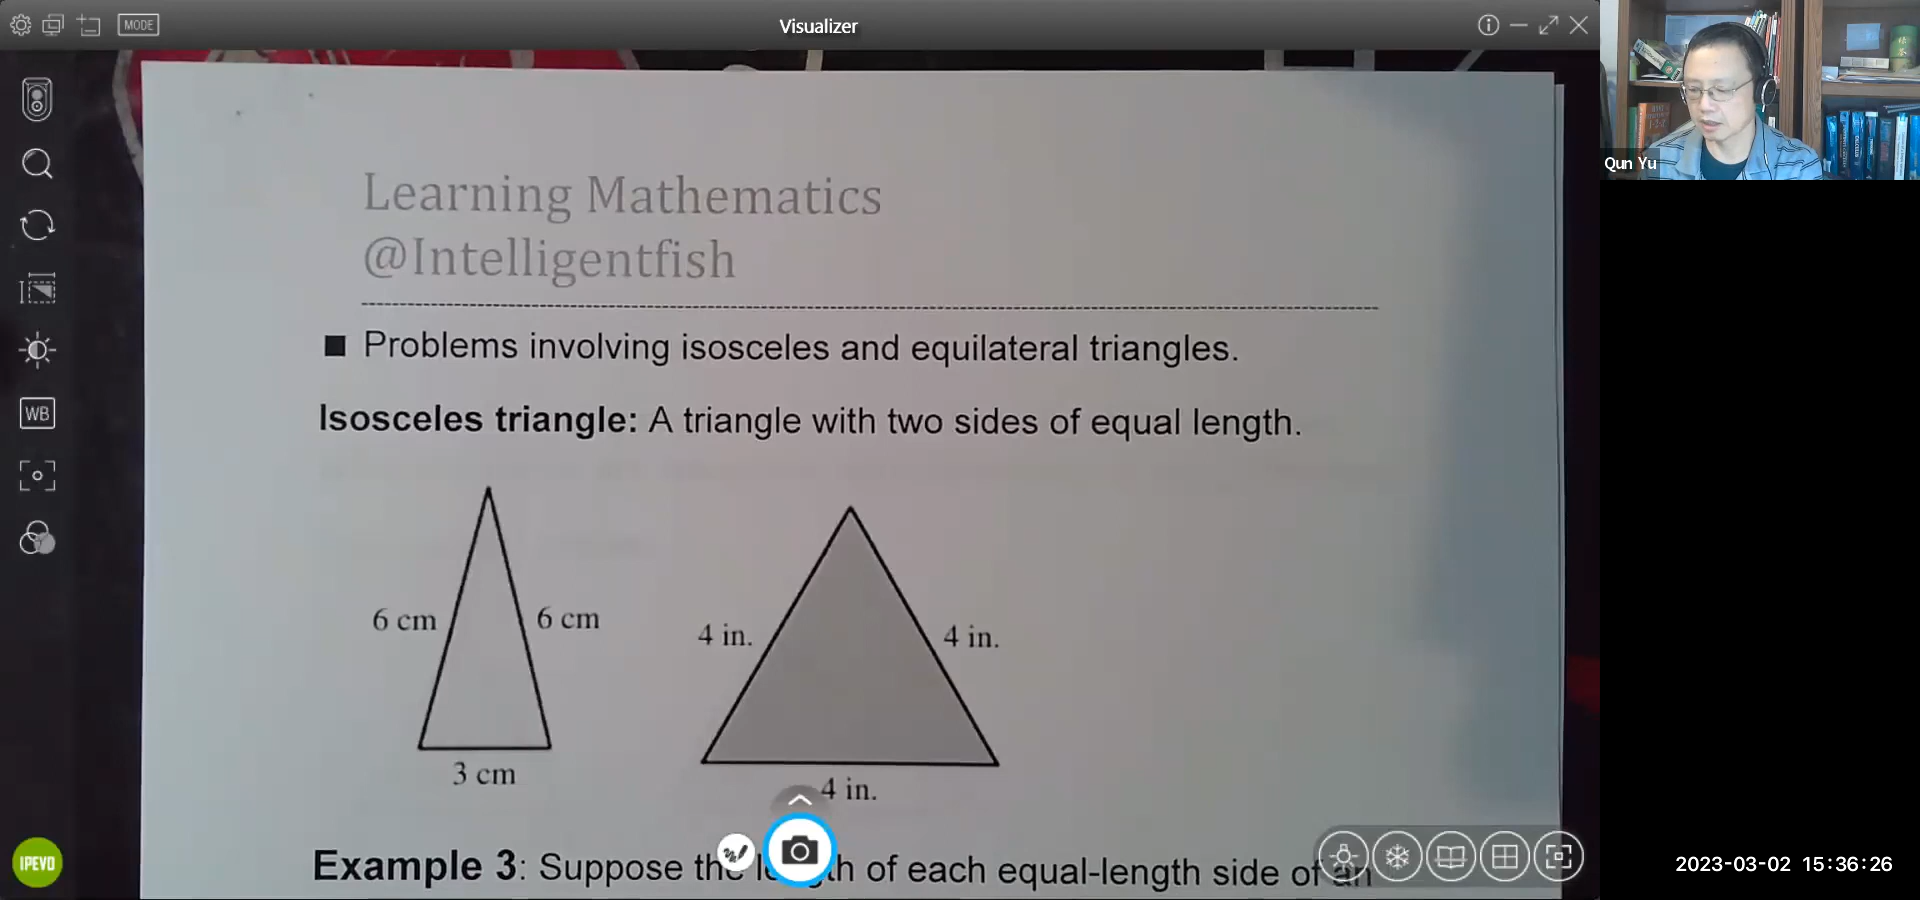 MODE
Visualizer
Qun Yu
Learning Mathematics
@Intelligentfish
■ Problems involving isosceles and equilateral triangles.
Isosceles triangle: A triangle with two sides of equal length.
WB
6 cm
6 cm
4 in.
4 in.
3 cm
4 in.
IPEVO
Example 3: Suppose the length of each equal-length side of an
2023-03-02 15:36:26